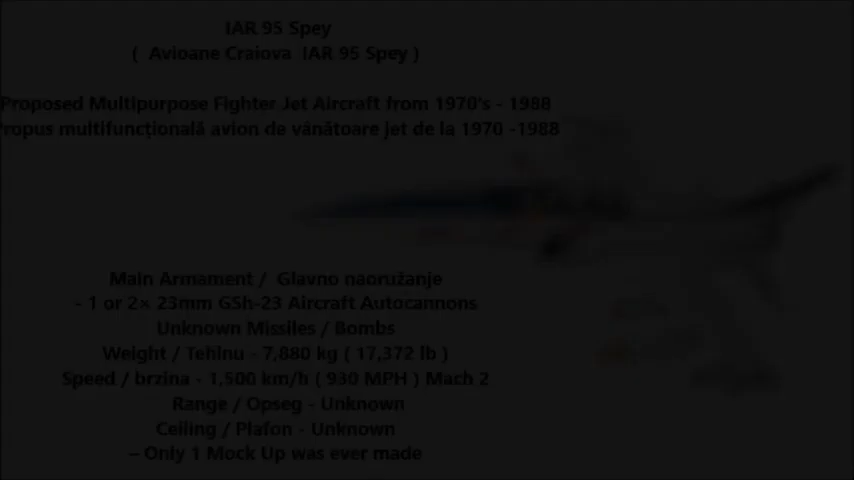 IAR 95 Spey
( Avioane Craiova IAR 95 Spey )
Proposed Multipurpose Fighter Jet Aircraft from 1970's - 1988
ropus multifuncțională avion de vânătoare jet de la 1970 -1988
Main Armament / Glavno naoružanje
- 1 or 2× 23mm GSh-23 Aircraft Autocannons
Unknown Missiles / Bombs
Weight / Tehinu - 7,880 kg ( 17,372 lb )
Speed / brzina - 1,500 km/h ( 930 MPH ) Mach 2
Range / Opseg - Unknown
Ceiling / Plafon - Unknown
– Only 1 Mock Up was ever made